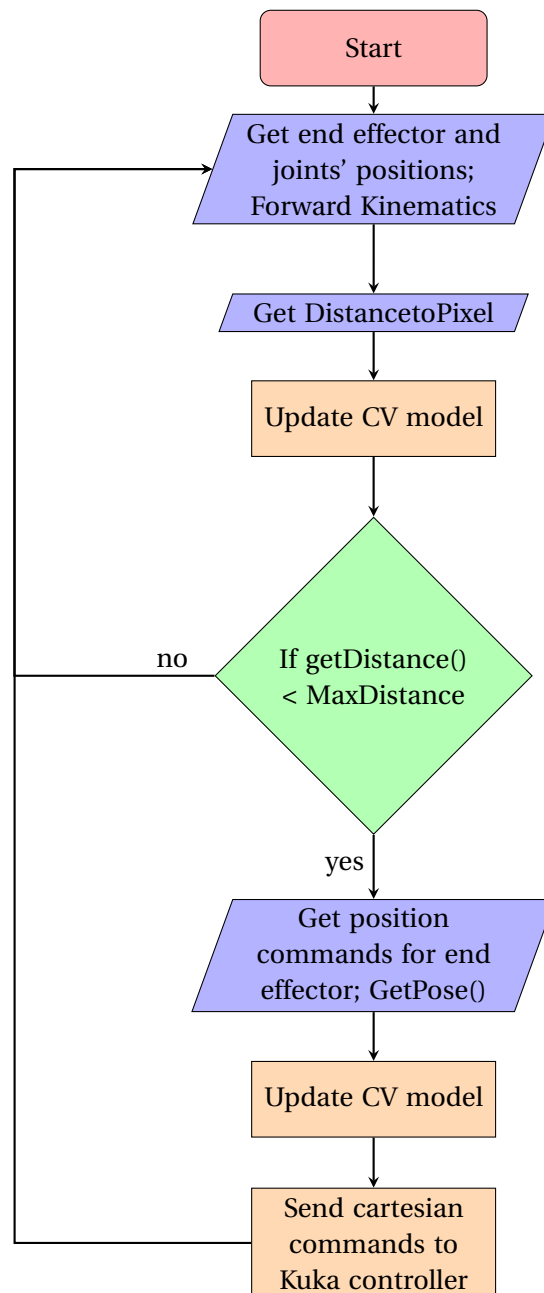 Start
Get end effector and
joints’ positions;
Forward Kinematics
Get DistancetoPixel
Update CV model
no
If getDistance()
< MaxDistance
yes
Get position
commands for end
effector; GetPose()
Update CV model
Send cartesian
commands to
Kuka controller